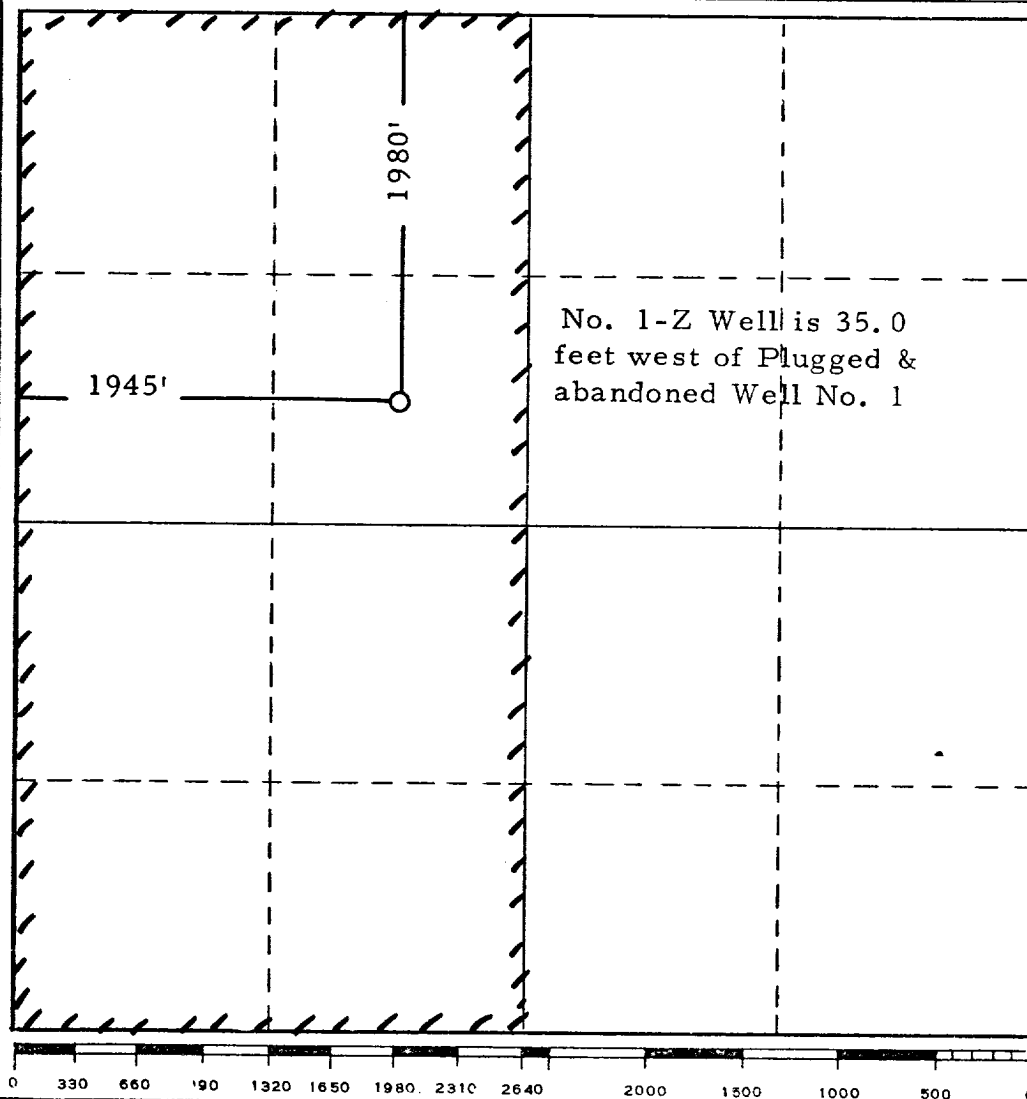 1980'
No. 1-Z Well is 35.0
feet west of Plugged &
abandoned Well No. 1
1945'
0 330 660 '90 1320 1650 1980. 2310 2640 2000 1500 1000 500